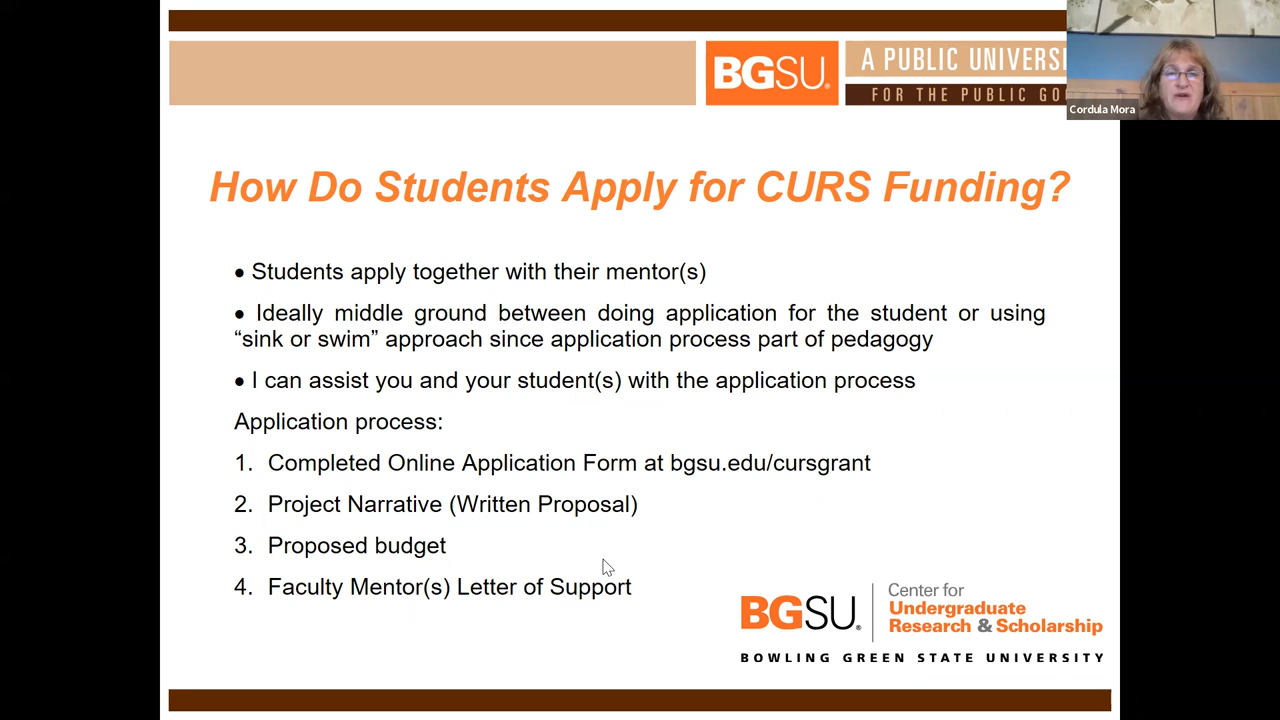 BGSU®
A PUBLIC UNIVERSI
FOR THE PUBLIC GO
Cordula Mora
How Do Students Apply for CURS Funding?
• Students apply together with their mentor(s)
• Ideally middle ground between doing application for the student or using
“sink or swim” approach since application process part of pedagogy
• I can assist you and your student(s) with the application process
Application process:
1. Completed Online Application Form at bgsu.edu/cursgrant
2. Project Narrative (Written Proposal)
3. Proposed budget
4. Faculty Mentor(s) Letter of Support
BGSU®
Center for
Undergraduate
Research & Scholarship
BOWLING GREEN STATE UNIVERSITY